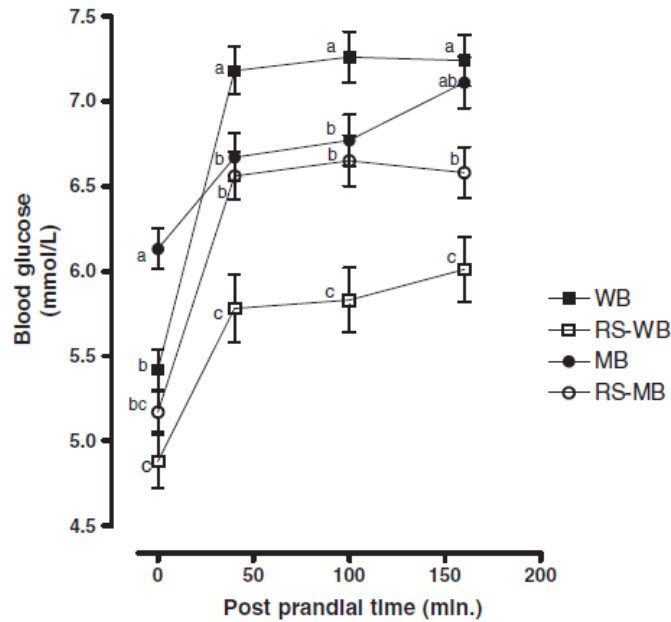 7.5
7.0
6.5
6.0
5.5
5.0
4.5
Blood glucose
(mmol/L)
a
a
a
b
b
ab
b
b
b
a
b
bc
c
c
c
c
WB
RS-WB
MB
RS-MB
0
50
100
150
200
Post prandial time (min.)